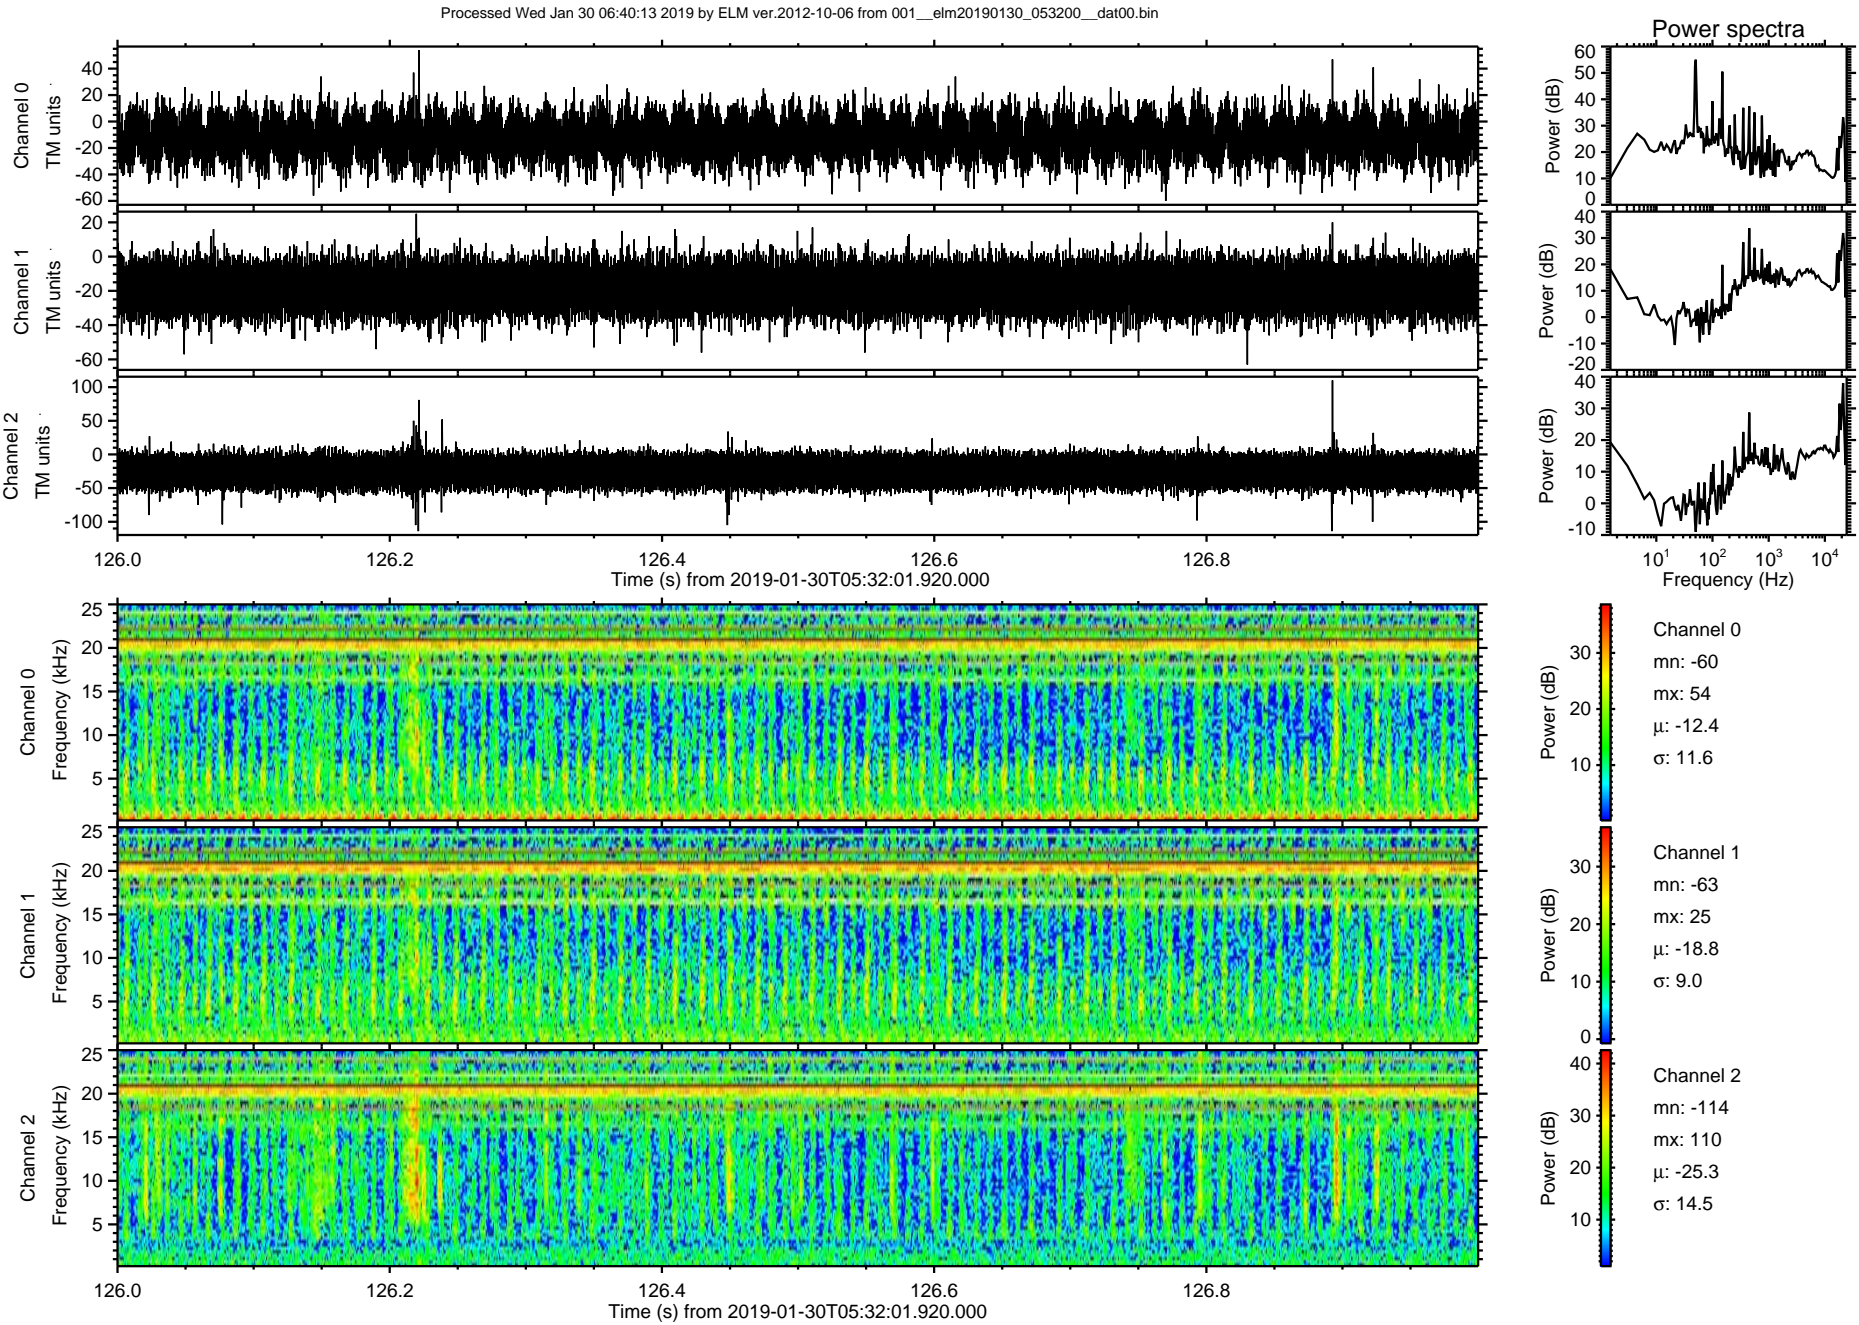 Processed Wed Jan 30 06:40:13 2019 by ELM ver.2012-10-06 from 001__elm20190130_053200__dat00.bin
Power spectra
Channel 0
TM units
40
20
0
-20
-40
-60
Power (dB)
60
50
40
30
20
10
0
Channel 1
TM units
20
0
-20
-40
-60
Power (dB)
40
30
20
10
0
-10
-20
Channel 2
TM units
100
50
0
-50
-100
Power (dB)
40
30
20
10
0
-10
126.0 126.2 126.4 126.6 126.8
Time (s) from 2019-01-30T05:32:01.920.000
10^1 10^2 10^3 10^4
Frequency (Hz)
Channel 0
Frequency (kHz)
25
20
15
10
5
Power (dB)
30
20
10
Channel 0
mn: -60
mx: 54
μ: -12.4
σ: 11.6
Channel 1
Frequency (kHz)
25
20
15
10
5
Power (dB)
30
20
10
0
Channel 1
mn: -63
mx: 25
μ: -18.8
σ: 9.0
Channel 2
Frequency (kHz)
25
20
15
10
5
Power (dB)
40
30
20
10
Channel 2
mn: -114
mx: 110
μ: -25.3
σ: 14.5
126.0 126.2 126.4 126.6 126.8
Time (s) from 2019-01-30T05:32:01.920.000